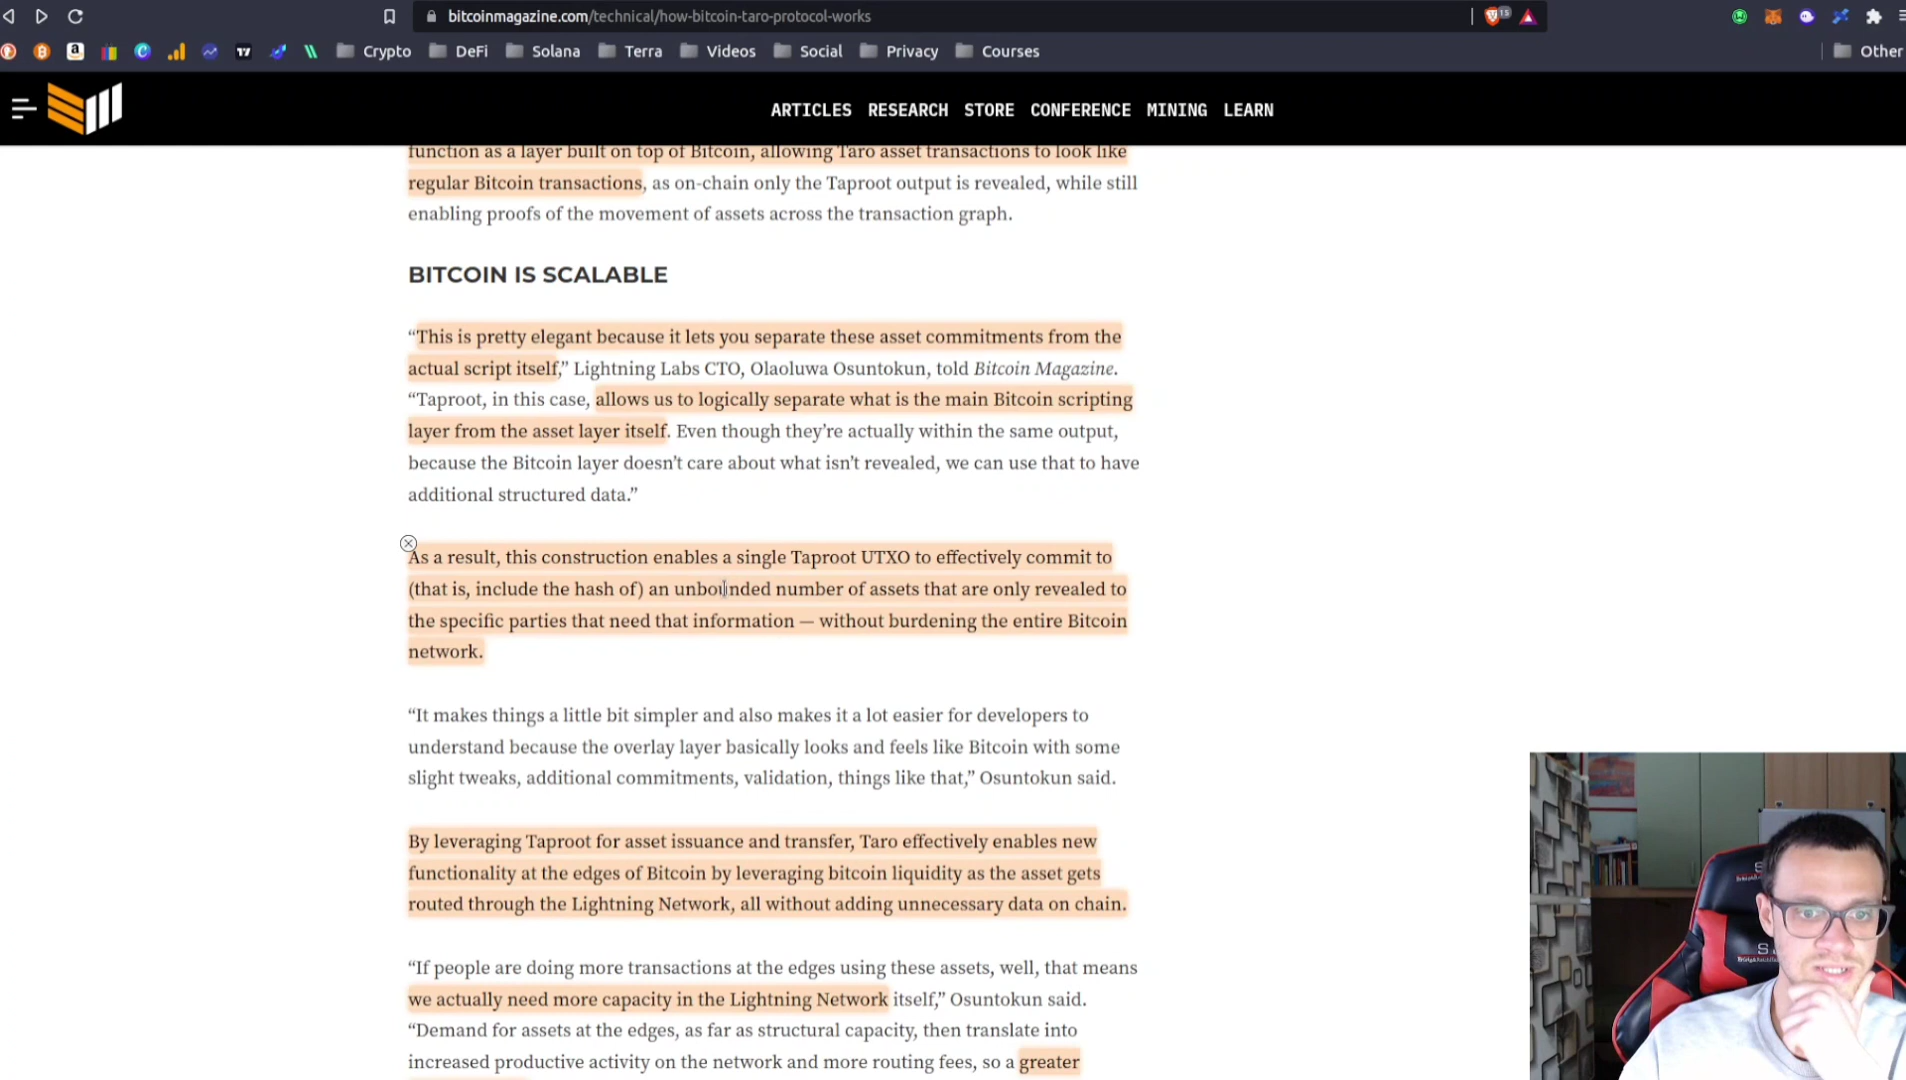 bitcoinmagazine.com/technical/how-bitcoin-taro-protocol-works
15
Crypto
DeFi
Solana
Terra
Videos
Social
Privacy
Courses
Other
ARTICLES RESEARCH STORE CONFERENCE MINING LEARN
function as a layer built on top of Bitcoin, allowing Taro asset transactions to look like
regular Bitcoin transactions, as on-chain only the Taproot output is revealed, while still
enabling proofs of the movement of assets across the transaction graph.
BITCOIN IS SCALABLE
“This is pretty elegant because it lets you separate these asset commitments from the
actual script itself,” Lightning Labs CTO, Olaoluwa Osuntokun, told Bitcoin Magazine.
“Taproot, in this case, allows us to logically separate what is the main Bitcoin scripting
layer from the asset layer itself. Even though they’re actually within the same output,
because the Bitcoin layer doesn’t care about what isn’t revealed, we can use that to have
additional structured data.”
As a result, this construction enables a single Taproot UTXO to effectively commit to
(that is, include the hash of) an unbounded number of assets that are only revealed to
the specific parties that need that information — without burdening the entire Bitcoin
network.
“It makes things a little bit simpler and also makes it a lot easier for developers to
understand because the overlay layer basically looks and feels like Bitcoin with some
slight tweaks, additional commitments, validation, things like that,” Osuntokun said.
By leveraging Taproot for asset issuance and transfer, Taro effectively enables new
functionality at the edges of Bitcoin by leveraging bitcoin liquidity as the asset gets
routed through the Lightning Network, all without adding unnecessary data on chain.
“If people are doing more transactions at the edges using these assets, well, that means
we actually need more capacity in the Lightning Network itself,” Osuntokun said.
“Demand for assets at the edges, as far as structural capacity, then translate into
increased productive activity on the network and more routing fees, so a greater